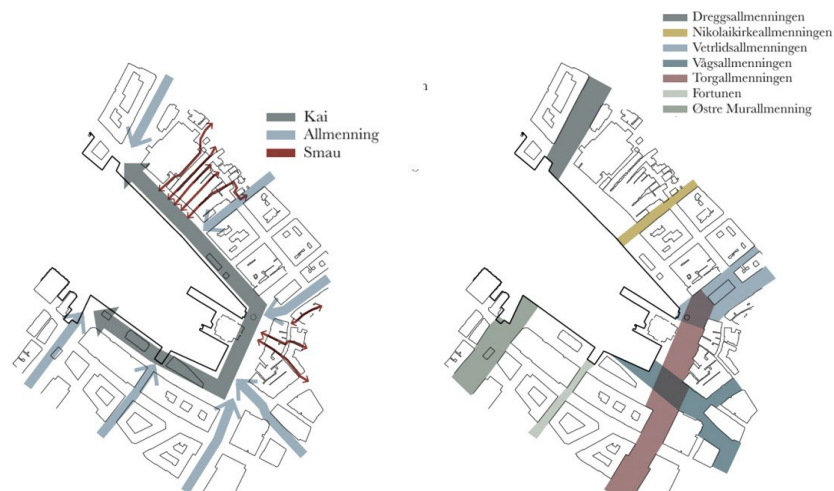 Kai
Allmenning
Smau
Dreggsallmenningen
Nikolaikirkeallmenningen
Vetrlidsallmenningen
Vågsallmenningen
Torgallmenningen
Fortunen
Østre Murallmenning